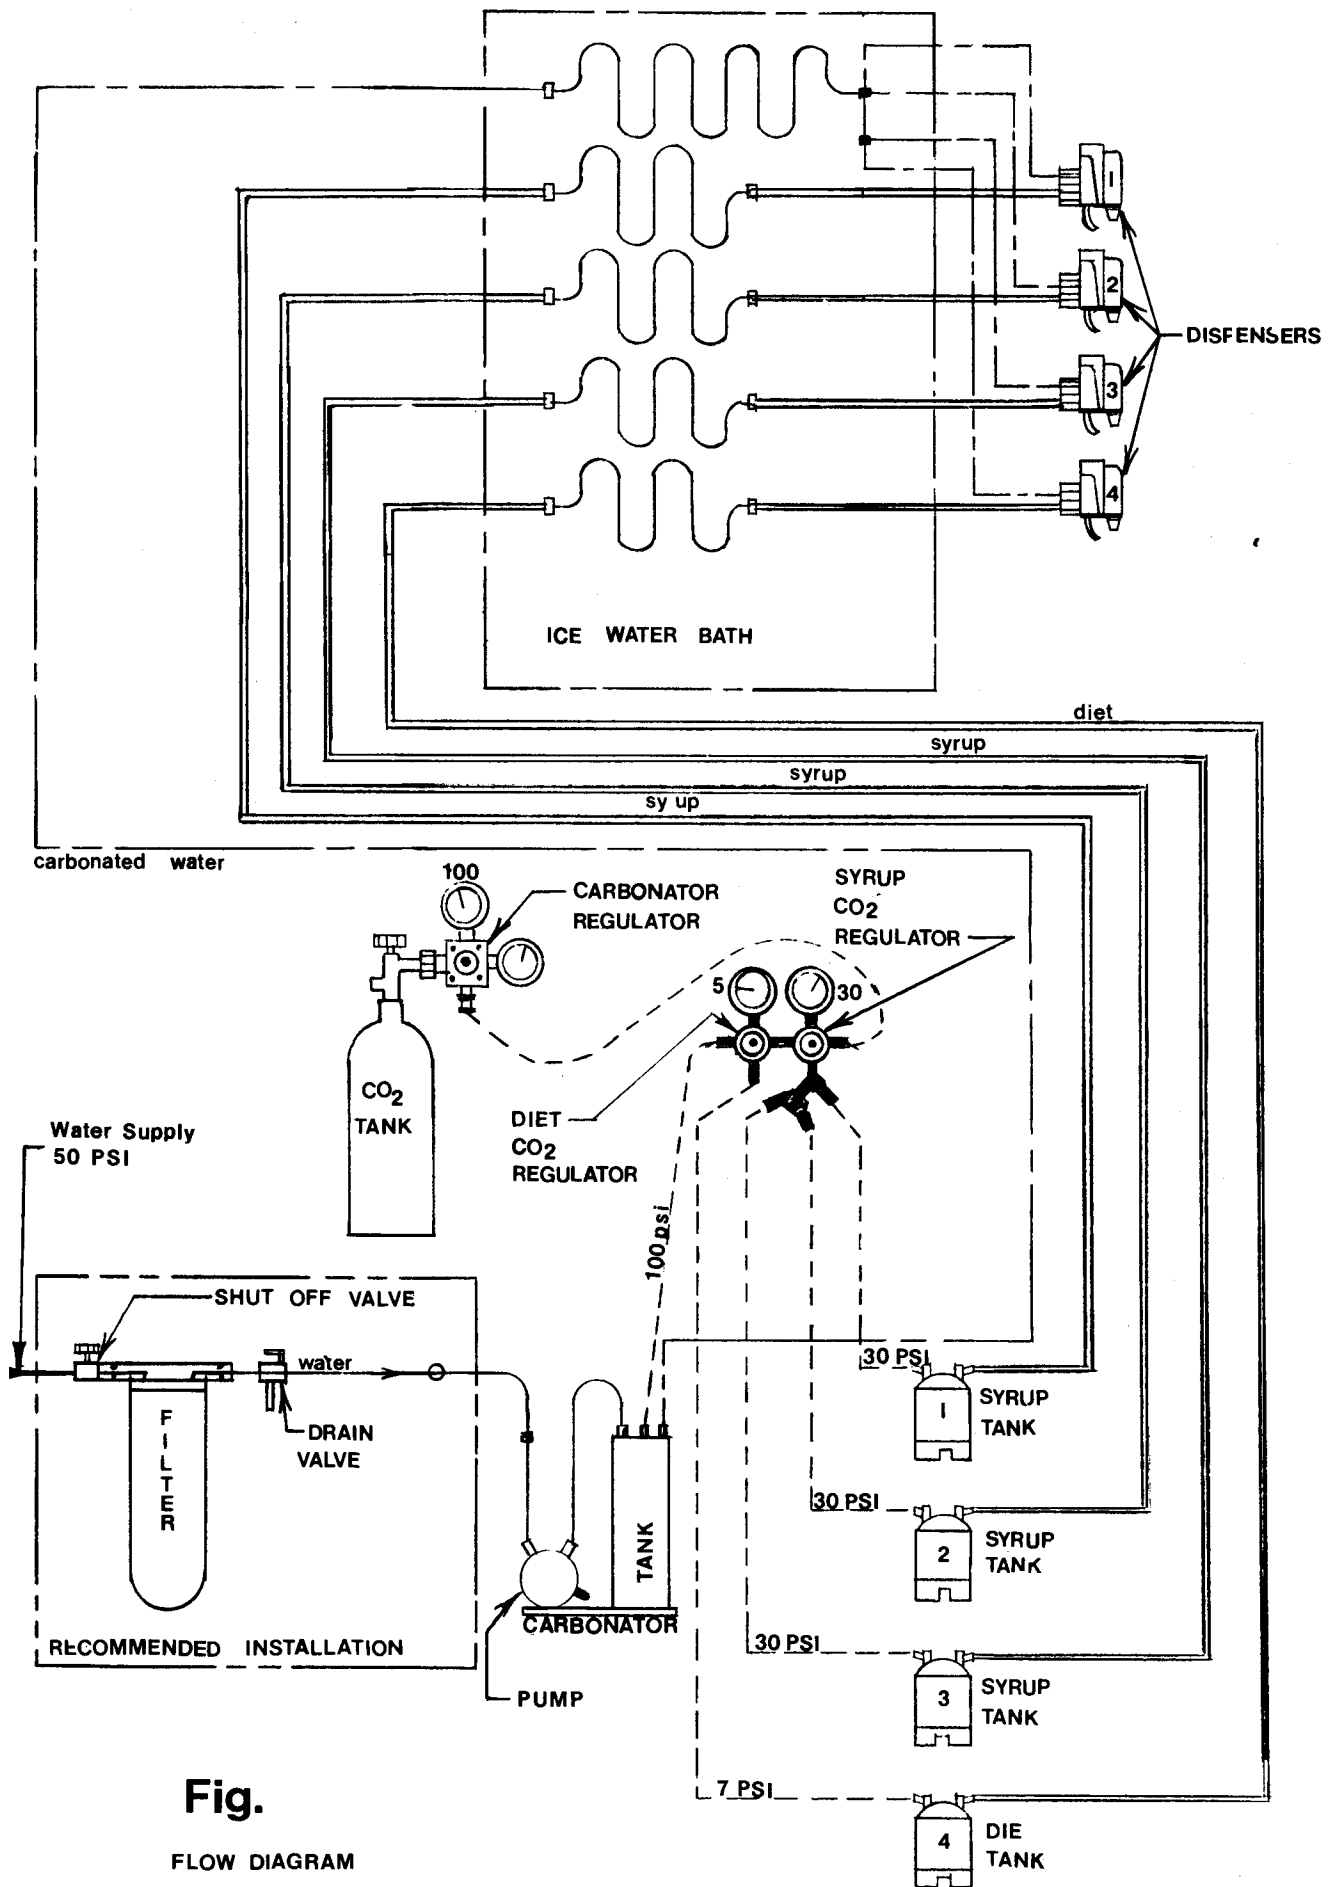 1
2
DISPENSERS
3
4
ICE WATER BATH
diet
syrup
syrup
sy up
carbonated water
100
CARBONATOR
REGULATOR
SYRUP
CO2
REGULATOR
5
30
CO2
TANK
DIET
CO2
REGULATOR
Water Supply
50 PSI
100 psi
SHUT OFF VALVE
water
30 PSI
FILTER
DRAIN
VALVE
1
SYRUP
TANK
30 PSI
TANK
2
SYRUP
TANK
CARBONATOR
30 PSI
RECOMMENDED INSTALLATION
PUMP
3
SYRUP
TANK
7 PSI
Fig.
4
DIE
TANK
FLOW DIAGRAM